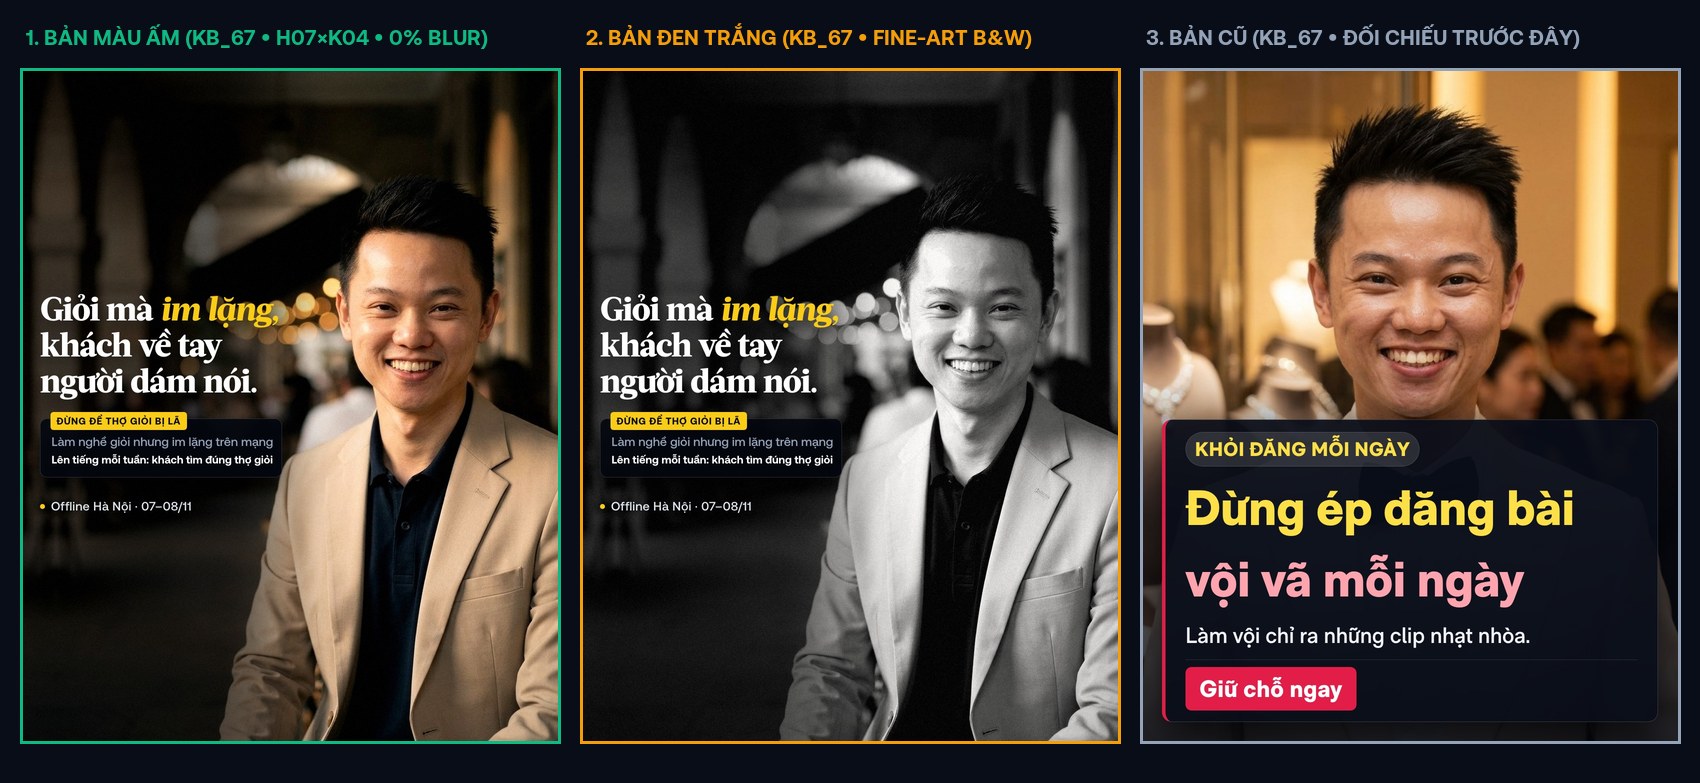 1. BẢN MÀU ẤM (KB_67 • H07×K04 • 0% BLUR)
Giỏi mà im lặng,
khách về tay
người dám nói.
ĐỪNG ĐỂ THỢ GIỎI BỊ LÃ
Làm nghề giỏi nhưng im lặng trên mạng
Lên tiếng mỗi tuần: khách tìm đúng thợ giỏi
Offline Hà Nội · 07–08/11
2. BẢN ĐEN TRẮNG (KB_67 • FINE-ART B&W)
Giỏi mà im lặng,
khách về tay
người dám nói.
ĐỪNG ĐỂ THỢ GIỎI BỊ LÃ
Làm nghề giỏi nhưng im lặng trên mạng
Lên tiếng mỗi tuần: khách tìm đúng thợ giỏi
Offline Hà Nội · 07–08/11
3. BẢN CŨ (KB_67 • ĐỐI CHIẾU TRƯỚC ĐÂY)
KHỎI ĐĂNG MỖI NGÀY
Đừng ép đăng bài
vội vã mỗi ngày
Làm vội chỉ ra những clip nhạt nhòa.
Giữ chỗ ngay